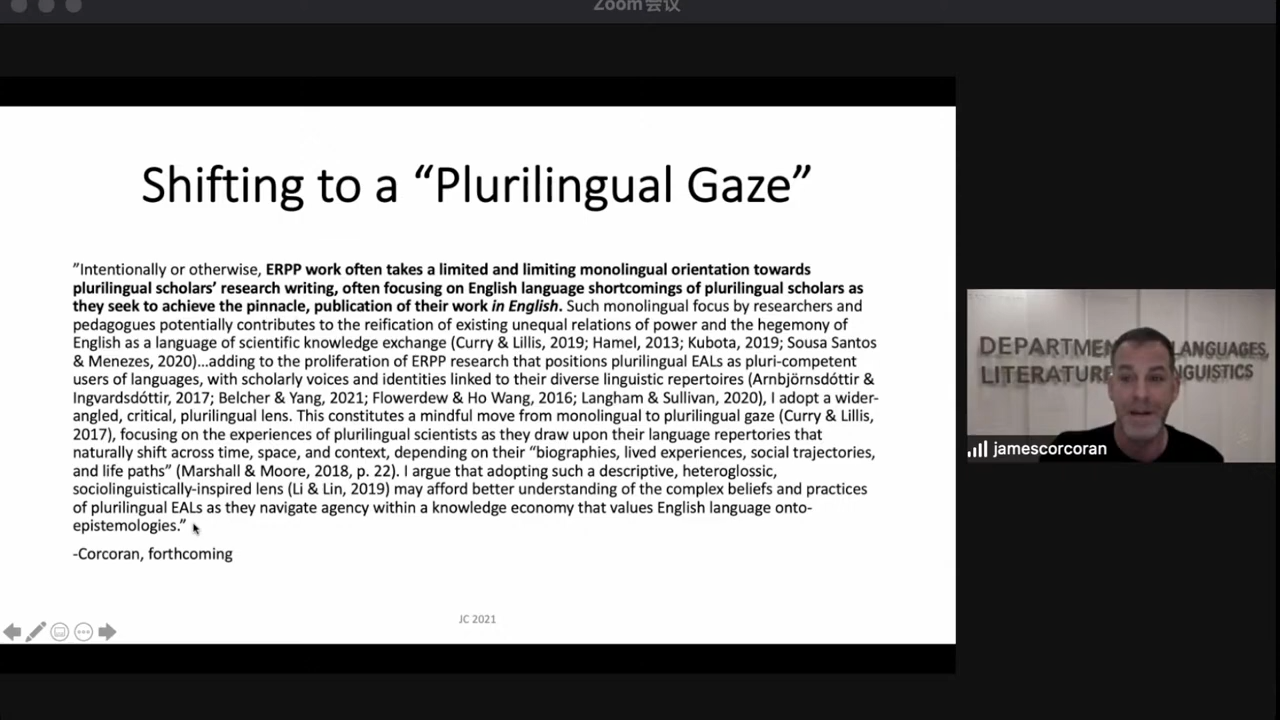 Zoom会议
Shifting to a “Plurilingual Gaze”
”Intentionally or otherwise, ERPP work often takes a limited and limiting monolingual orientation towards
plurilingual scholars’ research writing, often focusing on English language shortcomings of plurilingual scholars as
they seek to achieve the pinnacle, publication of their work in English. Such monolingual focus by researchers and
pedagogues potentially contributes to the reification of existing unequal relations of power and the hegemony of
English as a language of scientific knowledge exchange (Curry & Lillis, 2019; Hamel, 2013; Kubota, 2019; Sousa Santos
& Menezes, 2020)…adding to the proliferation of ERPP research that positions plurilingual EALs as pluri-competent
users of languages, with scholarly voices and identities linked to their diverse linguistic repertoires (Arnbjörnsdóttir &
Ingvardsdóttir, 2017; Belcher & Yang, 2021; Flowerdew & Ho Wang, 2016; Langham & Sullivan, 2020), I adopt a wider-
angled, critical, plurilingual lens. This constitutes a mindful move from monolingual to plurilingual gaze (Curry & Lillis,
2017), focusing on the experiences of plurilingual scientists as they draw upon their language repertories that
naturally shift across time, space, and context, depending on their “biographies, lived experiences, social trajectories,
and life paths” (Marshall & Moore, 2018, p. 22). I argue that adopting such a descriptive, heteroglossic,
sociolinguistically-inspired lens (Li & Lin, 2019) may afford better understanding of the complex beliefs and practices
of plurilingual EALs as they navigate agency within a knowledge economy that values English language onto-
epistemologies.”
-Corcoran, forthcoming
JC 2021
DEPARTMEN LANGUAGES,
LITERATURE NGUISTICS
jamescorcoran